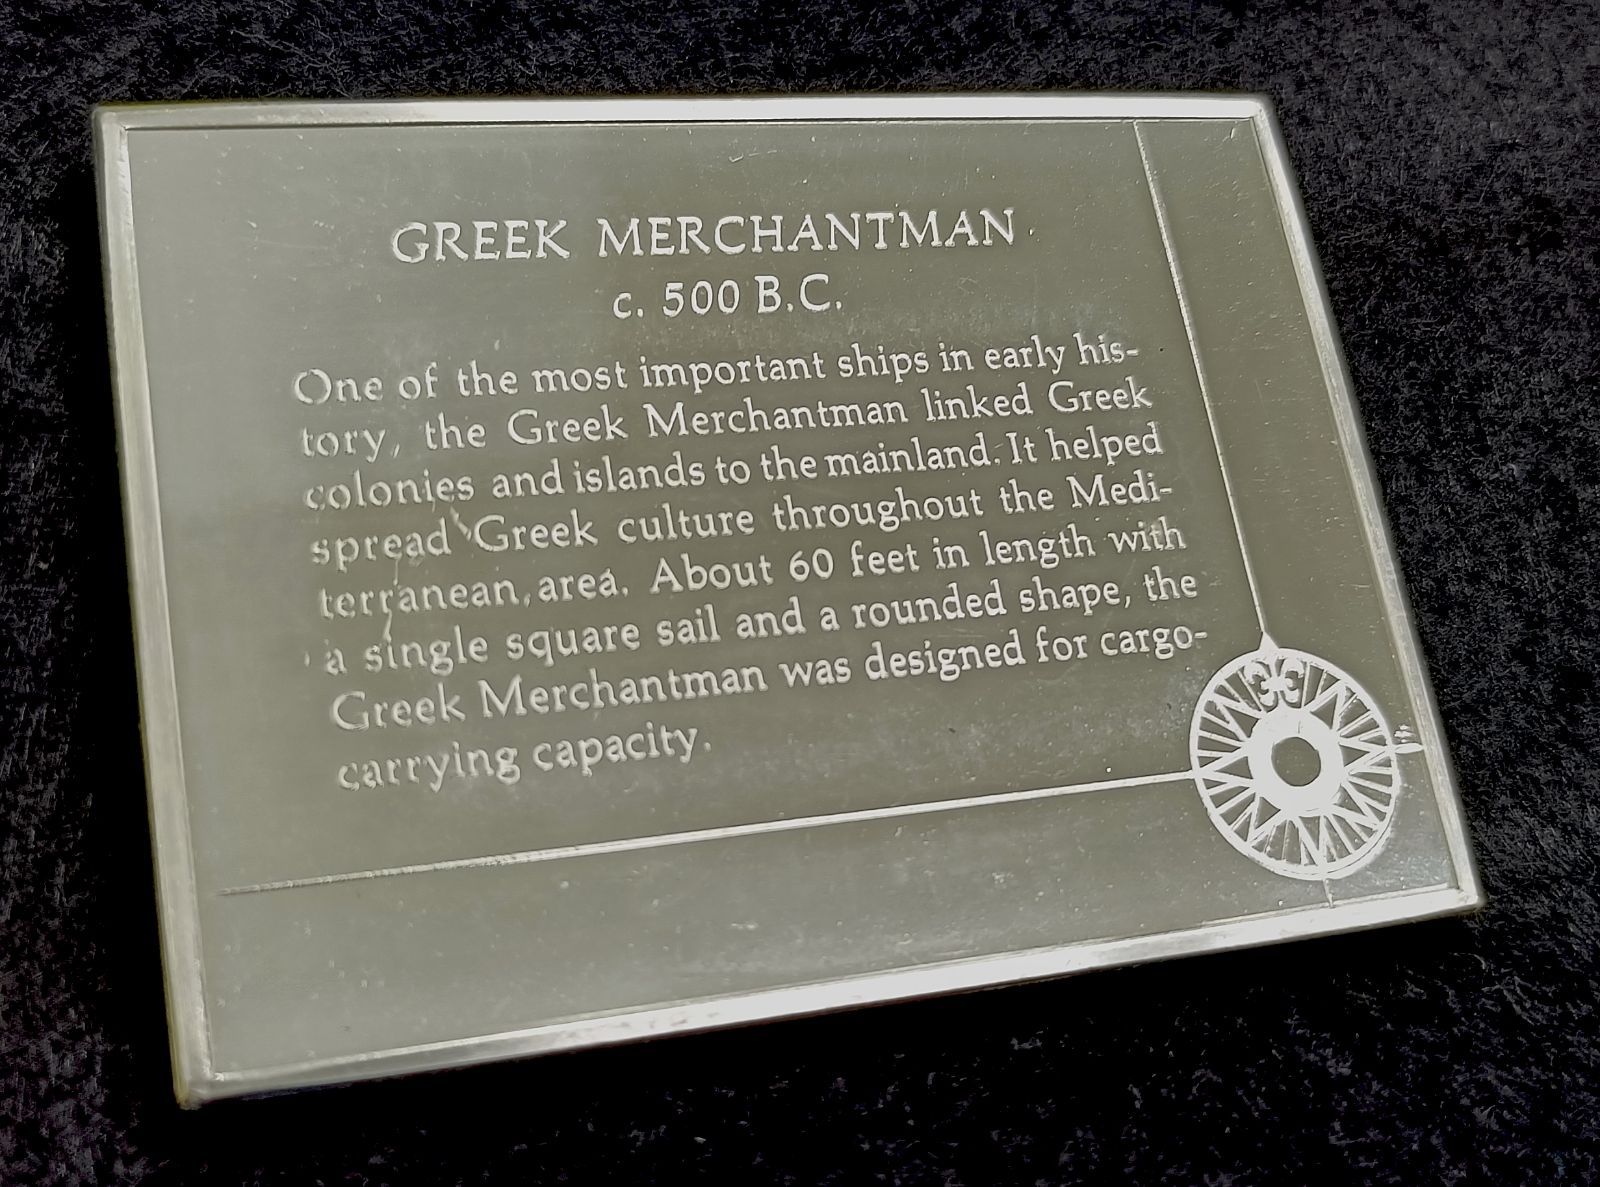 GREEK MERCHANTMAN
c. 500 B.C.
One of the most important ships in early his-
tory, the Greek Merchantman linked Greek
colonies and islands to the mainland. It helped
spread Greek culture throughout the Medi-
terranean area. About 60 feet in length with
a single square sail and a rounded shape, the
Greek Merchantman was designed for cargo-
carrying capacity.